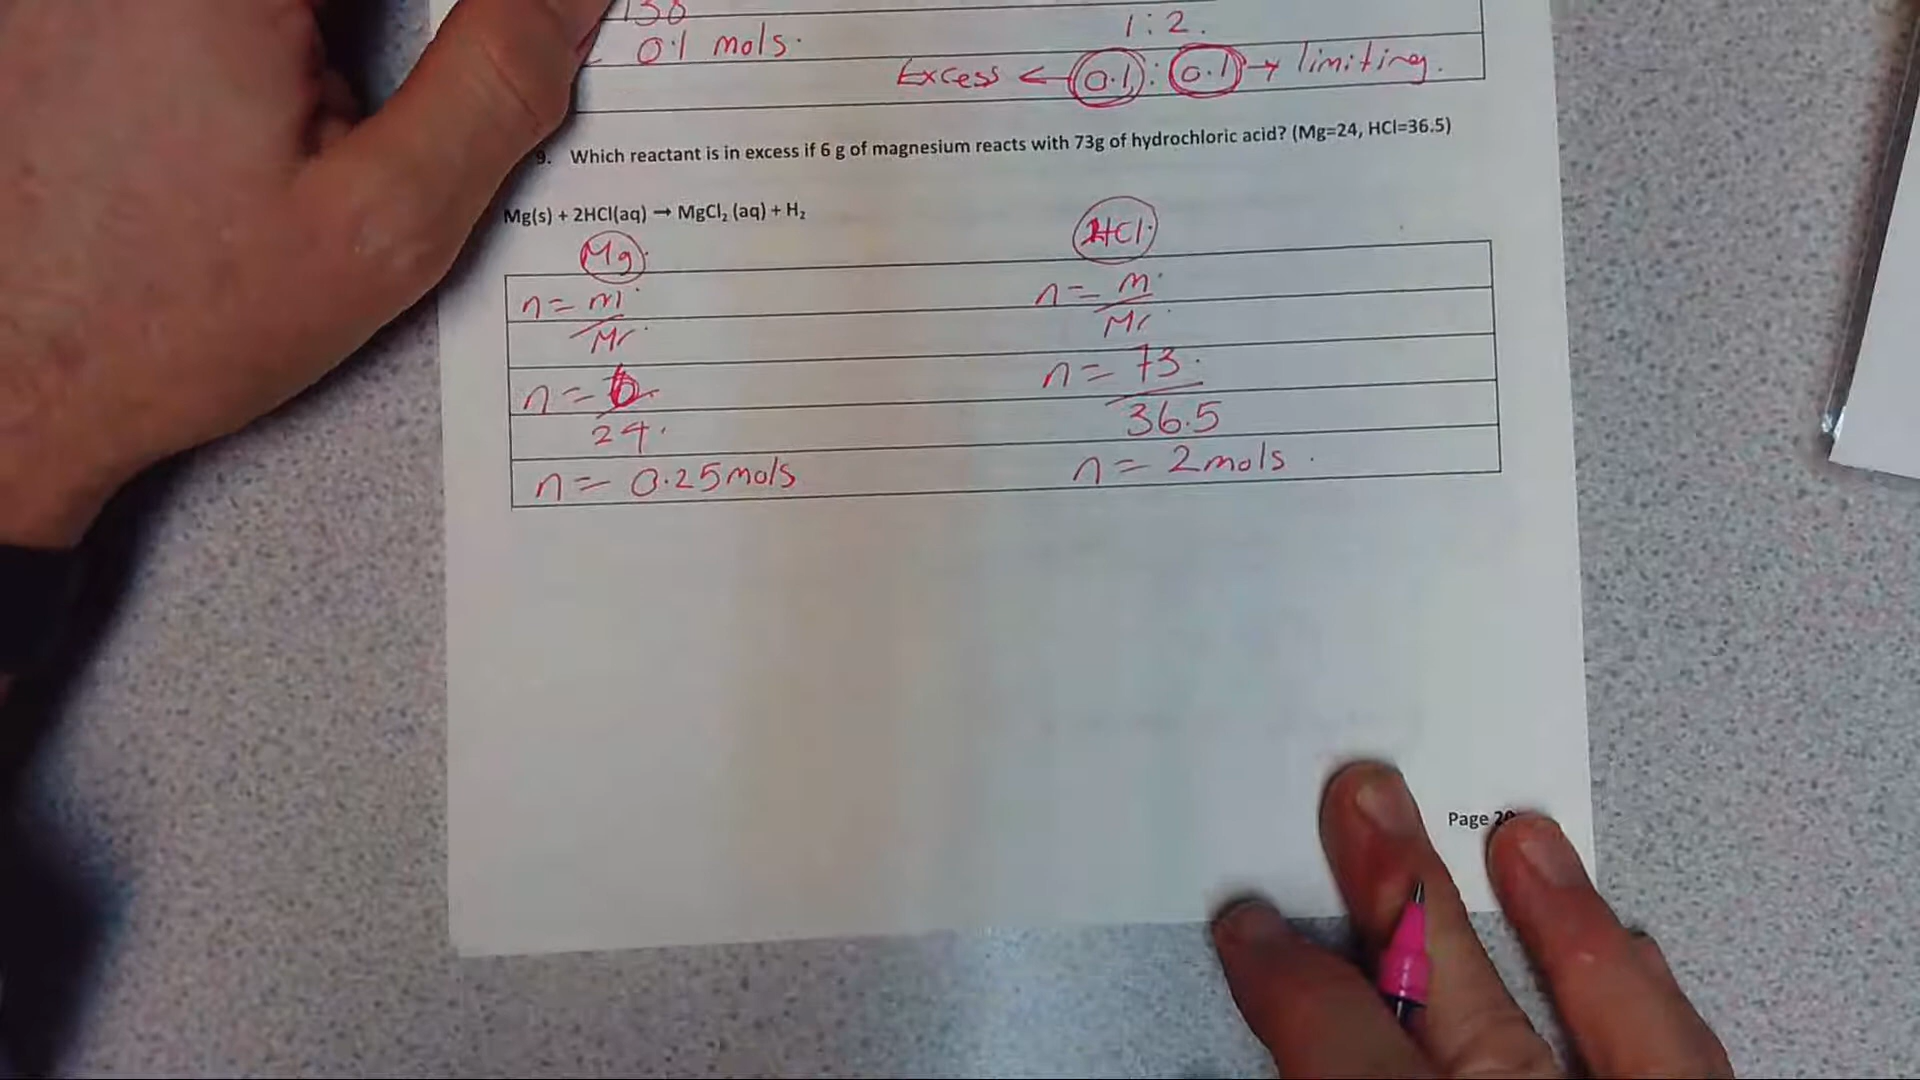 138
0.1 mols.
1:2.
Excess ← 0.1 : 0.1 → limiting.
9. Which reactant is in excess if 6 g of magnesium reacts with 73g of hydrochloric acid? (Mg=24, HCl=36.5)
Mg(s) + 2HCl(aq) → MgCl₂ (aq) + H₂
Mg.
HCl.
n = m
Mr
n = 6
24.
n = 0.25 mols
n = m
Mr
n = 73.
36.5
n = 2 mols.
Page